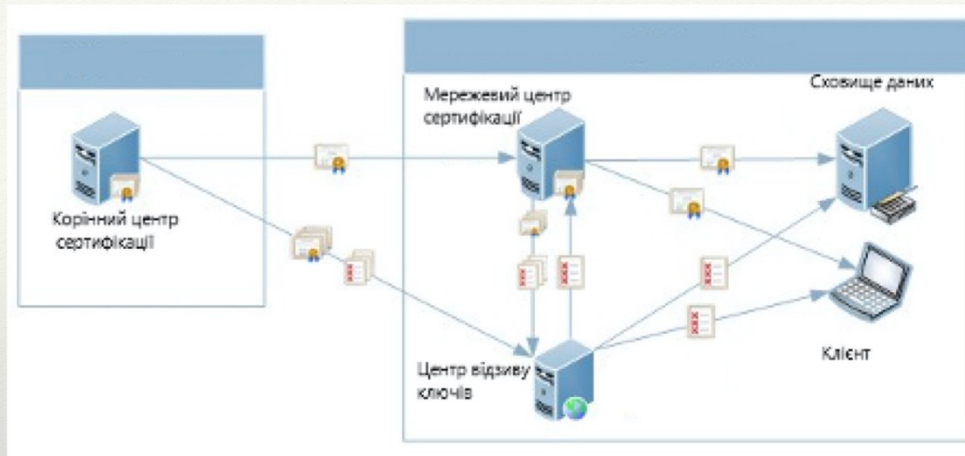 Мережевий центр
сертифікації
Сховище даних
Корінний центр
сертифікації
Центр відзиву
ключів
Клієнт